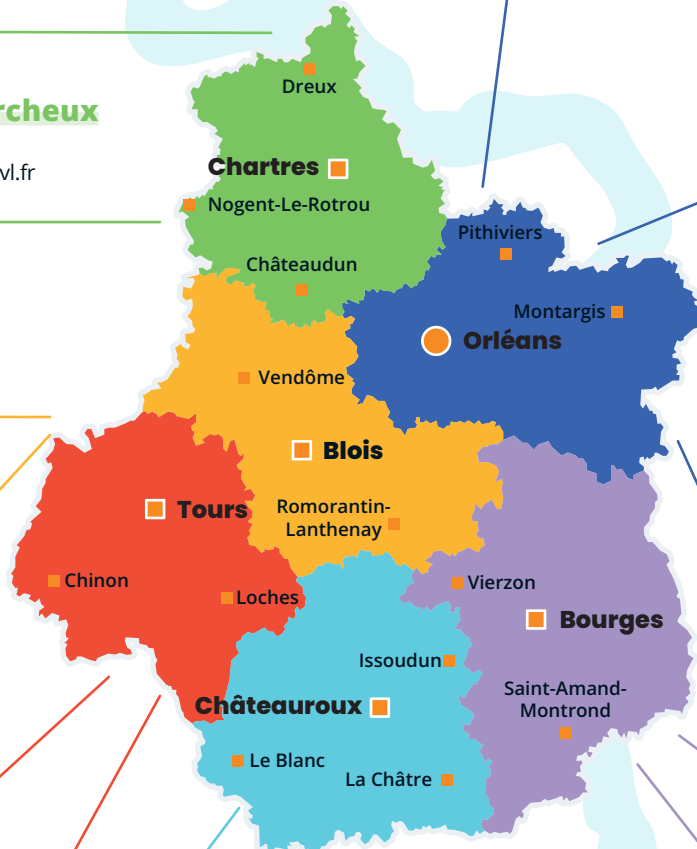 rcheux
vl.fr
Dreux
Chartres
Nogent-Le-Rotrou
Châteaudun
Pithiviers
Montargis
Orléans
Vendôme
Blois
Romorantin-
Lanthenay
Tours
Chinon
Loches
Vierzon
Bourges
Issoudun
Saint-Amand-
Montrond
Châteauroux
Le Blanc
La Châtre